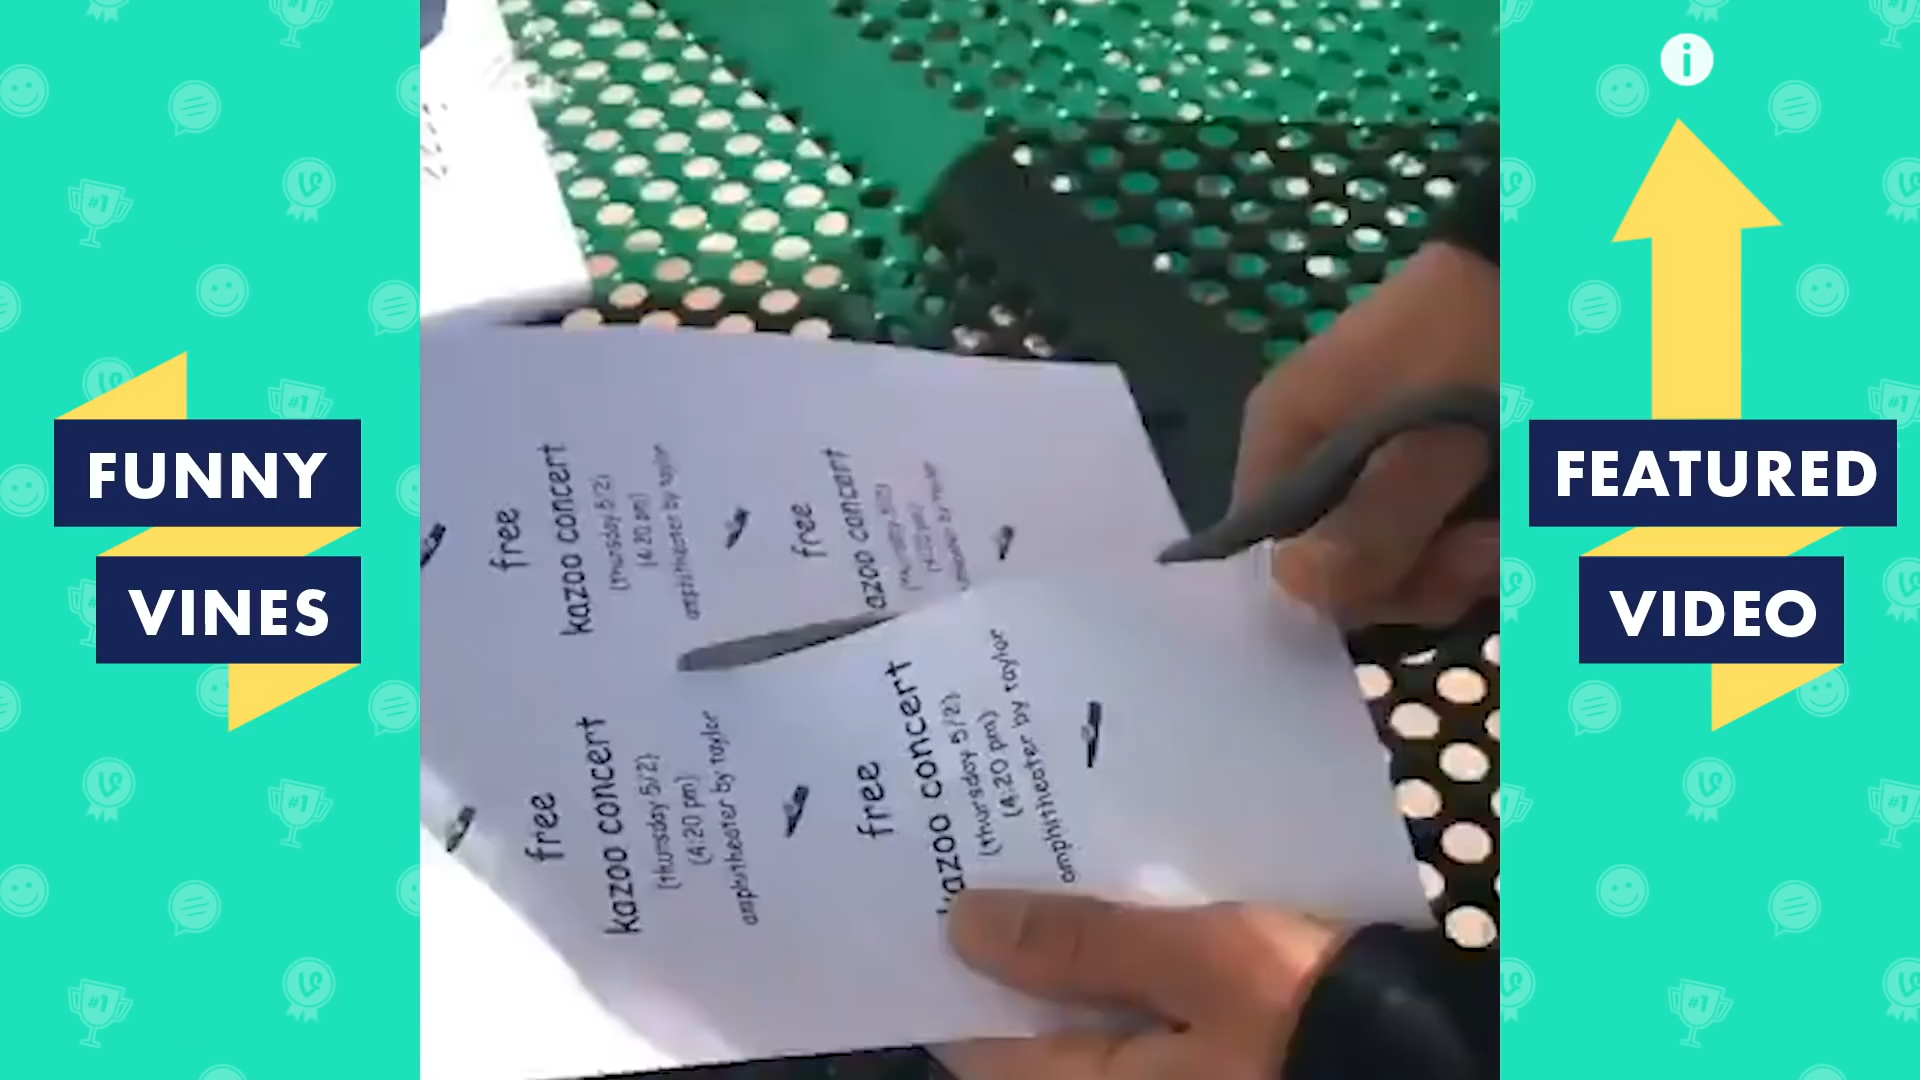 FUNNY
VINES
free
kazoo concert
(thursday 5/2)
(4:20 pm)
amphitheater by taylor
free
azoo concert
free
kazoo concert
(thursday 5/2)
(4:20 pm)
amphitheater by taylor
free
kazoo concert
(thursday 5/2)
(4:20 pm)
amphitheater by taylor
i
FEATURED
VIDEO